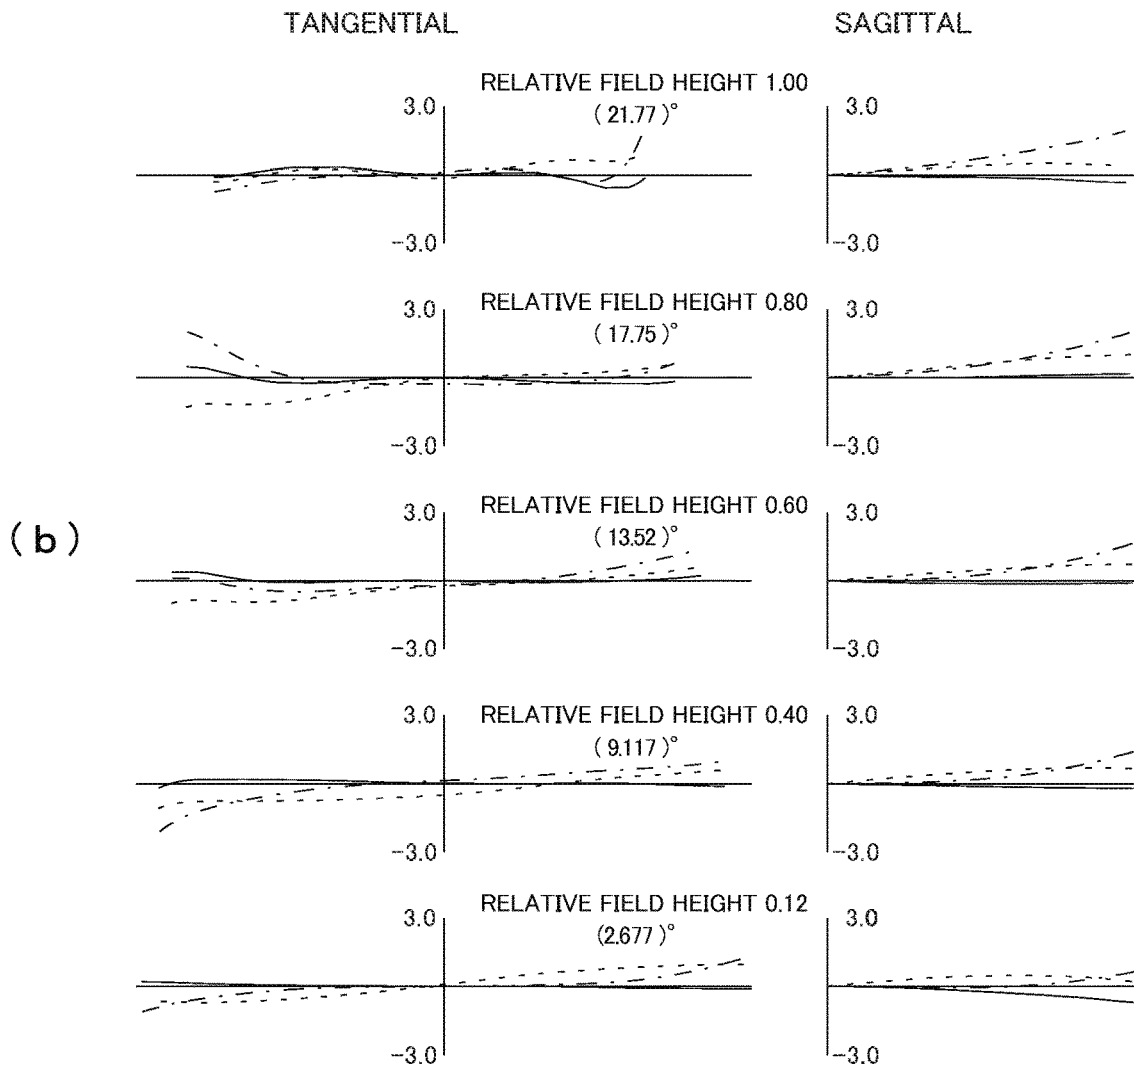 TANGENTIAL SAGITTAL
RELATIVE FIELD HEIGHT 1.00
( 21.77 )°
3.0 3.0
-3.0 -3.0
RELATIVE FIELD HEIGHT 0.80
( 17.75 )°
3.0 3.0
-3.0 -3.0
RELATIVE FIELD HEIGHT 0.60
( 13.52 )°
3.0 3.0
(b)
-3.0 -3.0
RELATIVE FIELD HEIGHT 0.40
( 9.117 )°
3.0 3.0
-3.0 -3.0
RELATIVE FIELD HEIGHT 0.12
(2.677 )°
3.0 3.0
-3.0 -3.0